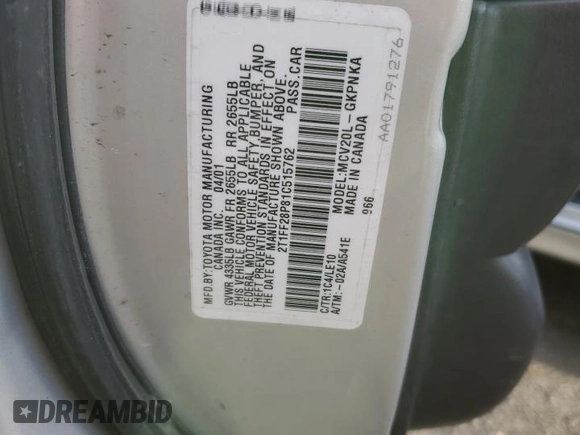 MFD.BY:TOYOTA MOTOR MANUFACTURING
CANADA INC. 04/01
GVWR 4335LB GAWR FR 2655LB RR 2655LB
THIS VEHICLE CONFORMS TO ALL APPLICABLE
FEDERAL MOTOR VEHICLE SAFETY, BUMPER, AND
THEFT PREVENTION STANDARDS IN EFFECT ON
THE DATE OF MANUFACTURE SHOWN ABOVE.
2T1FF28P81C515762 PASS.CAR
C/TR:1C4/LE10 MODEL:MCV20L-
A/TM:-02A/A541E GKPNKA
MADE IN CANADA
966
AA01791276
DREAMBID